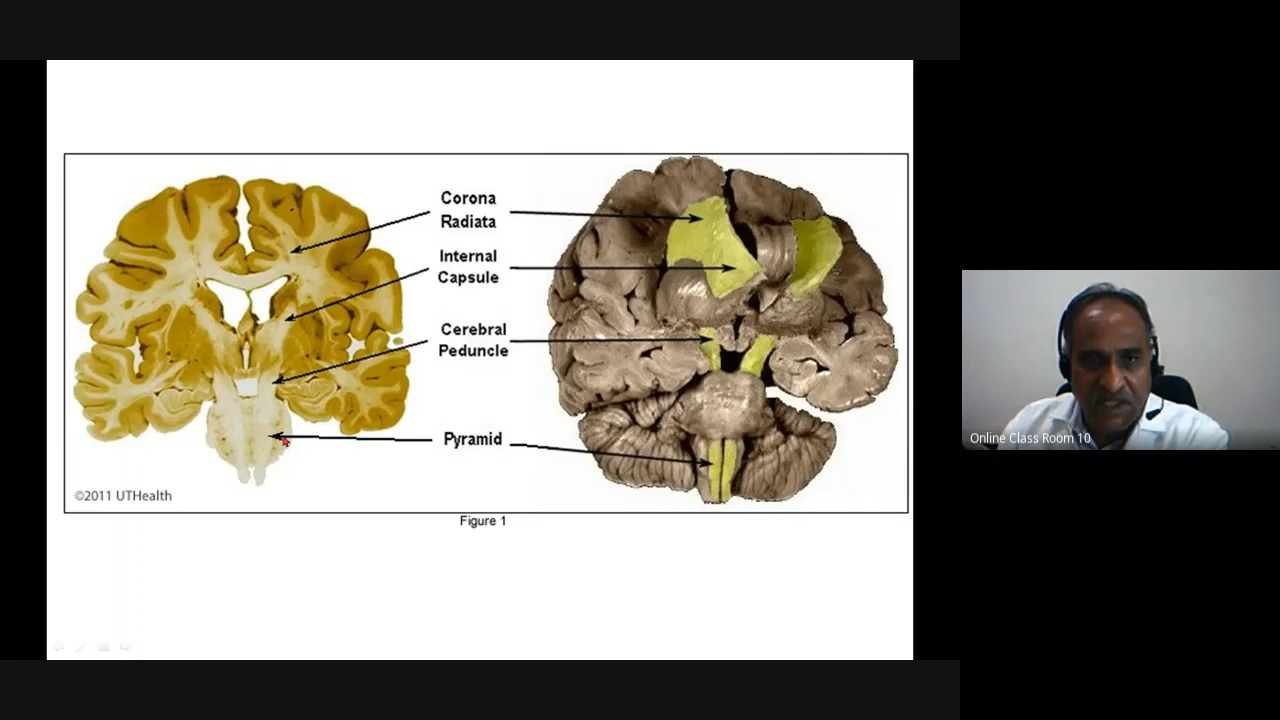 Corona
Radiata
Internal
Capsule
Cerebral
Peduncle
Pyramid
©2011 UTHealth
Figure 1
Online Class Room 10